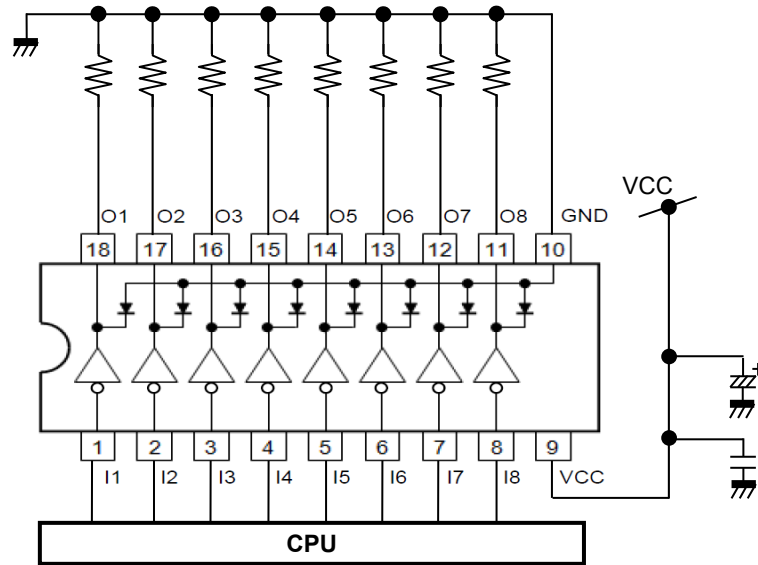 VCC
O1 O2 O3 O4 O5 O6 O7 O8 GND
18 17 16 15 14 13 12 11 10
+
1 2 3 4 5 6 7 8 9
I1 I2 I3 I4 I5 I6 I7 I8 VCC
CPU